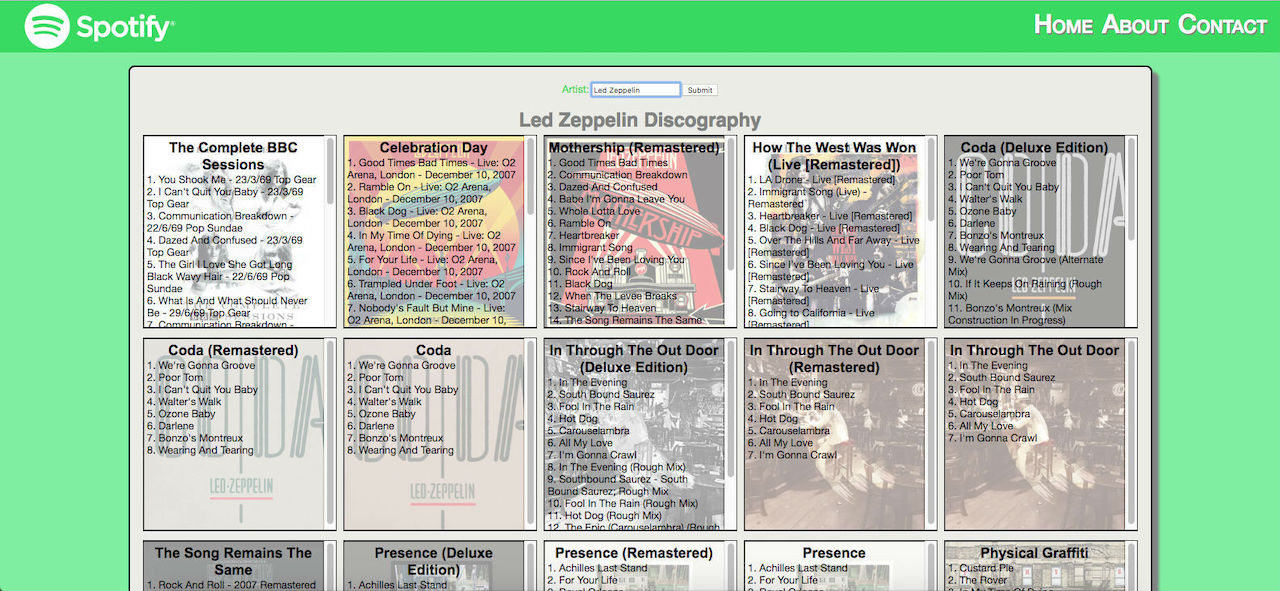 Spotify®
Home About Contact
Artist: Led Zeppelin Submit
Led Zeppelin Discography
The Complete BBC
Sessions
1. You Shook Me - 23/3/69 Top Gear
2. I Can't Quit You Baby - 23/3/69
Top Gear
3. Communication Breakdown -
22/6/69 Pop Sundae
4. Dazed And Confused - 23/3/69
Top Gear
5. The Girl I Love She Got Long
Black Wavy Hair - 22/6/69 Pop
Sundae
6. What Is And What Should Never
Be - 29/6/69 Top Gear
7. Communication Breakdown -
Celebration Day
1. Good Times Bad Times - Live: O2
Arena, London - December 10, 2007
2. Ramble On - Live: O2 Arena,
London - December 10, 2007
3. Black Dog - Live: O2 Arena,
London - December 10, 2007
4. In My Time Of Dying - Live: O2
Arena, London - December 10, 2007
5. For Your Life - Live: O2 Arena,
London - December 10, 2007
6. Trampled Under Foot - Live: O2
Arena, London - December 10, 2007
7. Nobody's Fault But Mine - Live:
O2 Arena, London - December 10,
Mothership (Remastered)
1. Good Times Bad Times
2. Communication Breakdown
3. Dazed And Confused
4. Babe I'm Gonna Leave You
5. Whole Lotta Love
6. Ramble On
7. Heartbreaker
8. Immigrant Song
9. Since I've Been Loving You
10. Rock And Roll
11. Black Dog
12. When The Levee Breaks
13. Stairway To Heaven
14. The Song Remains The Same
MOTHERSHIP
How The West Was Won
(Live [Remastered])
1. LA Drone - Live [Remastered]
2. Immigrant Song (Live) -
Remastered
3. Heartbreaker - Live [Remastered]
4. Black Dog - Live [Remastered]
5. Over The Hills And Far Away - Live
[Remastered]
6. Since I've Been Loving You - Live
[Remastered]
7. Stairway To Heaven - Live
[Remastered]
8. Going to California - Live
[Remastered]
Coda (Deluxe Edition)
1. We're Gonna Groove
2. Poor Tom
3. I Can't Quit You Baby
4. Walter's Walk
5. Ozone Baby
6. Darlene
7. Bonzo's Montreux
8. Wearing And Tearing
9. We're Gonna Groove (Alternate
Mix)
10. If It Keeps On Raining (Rough
Mix)
11. Bonzo's Montreux (Mix
Construction In Progress)
LED-ZEPPELIN
Coda (Remastered)
1. We're Gonna Groove
2. Poor Tom
3. I Can't Quit You Baby
4. Walter's Walk
5. Ozone Baby
6. Darlene
7. Bonzo's Montreux
8. Wearing And Tearing
CODA
LED-ZEPPELIN
Coda
1. We're Gonna Groove
2. Poor Tom
3. I Can't Quit You Baby
4. Walter's Walk
5. Ozone Baby
6. Darlene
7. Bonzo's Montreux
8. Wearing And Tearing
CODA
LED-ZEPPELIN
In Through The Out Door
(Deluxe Edition)
1. In The Evening
2. South Bound Saurez
3. Fool In The Rain
4. Hot Dog
5. Carouselambra
6. All My Love
7. I'm Gonna Crawl
8. In The Evening (Rough Mix)
9. Southbound Saurez - South
Bound Saurez; Rough Mix
10. Fool In The Rain (Rough Mix)
11. Hot Dog (Rough Mix)
12. The Epic (Carouselambra) (Rough
In Through The Out Door
(Remastered)
1. In The Evening
2. South Bound Saurez
3. Fool In The Rain
4. Hot Dog
5. Carouselambra
6. All My Love
7. I'm Gonna Crawl
In Through The Out Door
1. In The Evening
2. South Bound Saurez
3. Fool In The Rain
4. Hot Dog
5. Carouselambra
6. All My Love
7. I'm Gonna Crawl
The Song Remains The
Same
1. Rock And Roll - 2007 Remastered
Presence (Deluxe
Edition)
1. Achilles Last Stand
Presence (Remastered)
1. Achilles Last Stand
2. For Your Life
3. Royal Orleans
Presence
1. Achilles Last Stand
2. For Your Life
3. Royal Orleans
Physical Graffiti
1. Custard Pie
2. The Rover
3. In My Time Of Dying